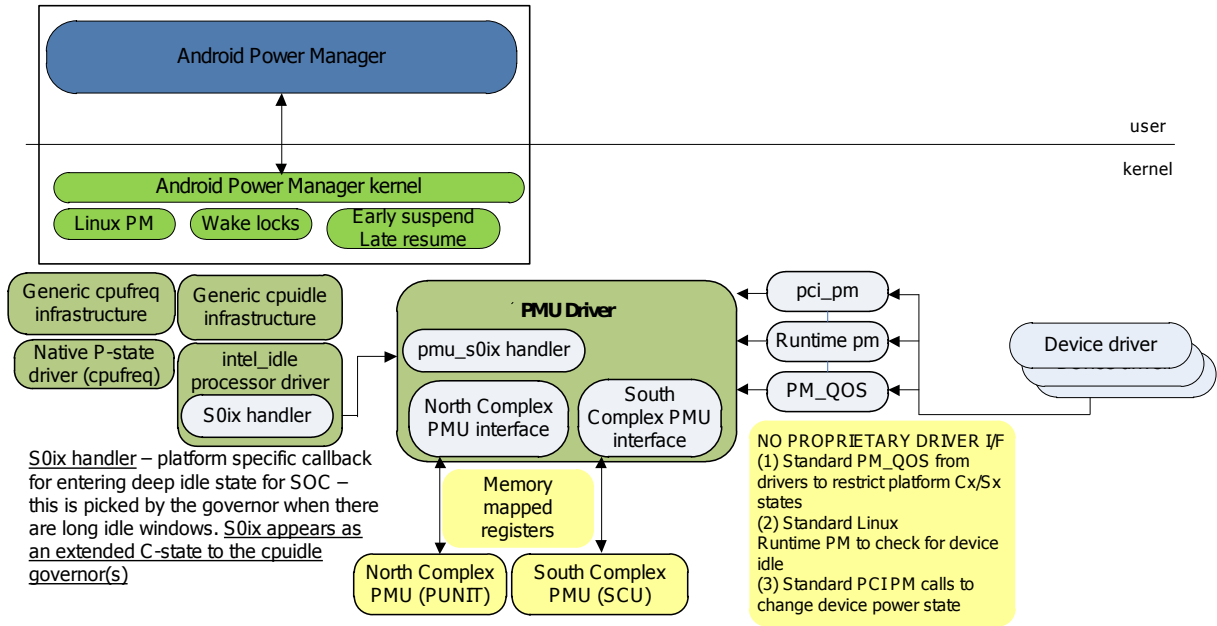 Android Power Manager
user
kernel
Android Power Manager kernel
Linux PM
Wake locks
Early suspend
Late resume
Generic cpufreq
infrastructure
Generic cpuidle
infrastructure
Native P-state
driver (cpufreq)
intel_idle
processor driver
S0ix handler
PMU Driver
pmu_s0ix handler
North Complex
PMU interface
South
Complex PMU
interface
pci_pm
Runtime pm
PM_QOS
Device driver
S0ix handler – platform specific callback
for entering deep idle state for SOC –
this is picked by the governor when there
are long idle windows. S0ix appears as
an extended C-state to the cpuidle
governor(s)
Memory
mapped
registers
North Complex
PMU (PUNIT)
South Complex
PMU (SCU)
NO PROPRIETARY DRIVER I/F
(1) Standard PM_QOS from
drivers to restrict platform Cx/Sx
states
(2) Standard Linux
Runtime PM to check for device
idle
(3) Standard PCI PM calls to
change device power state